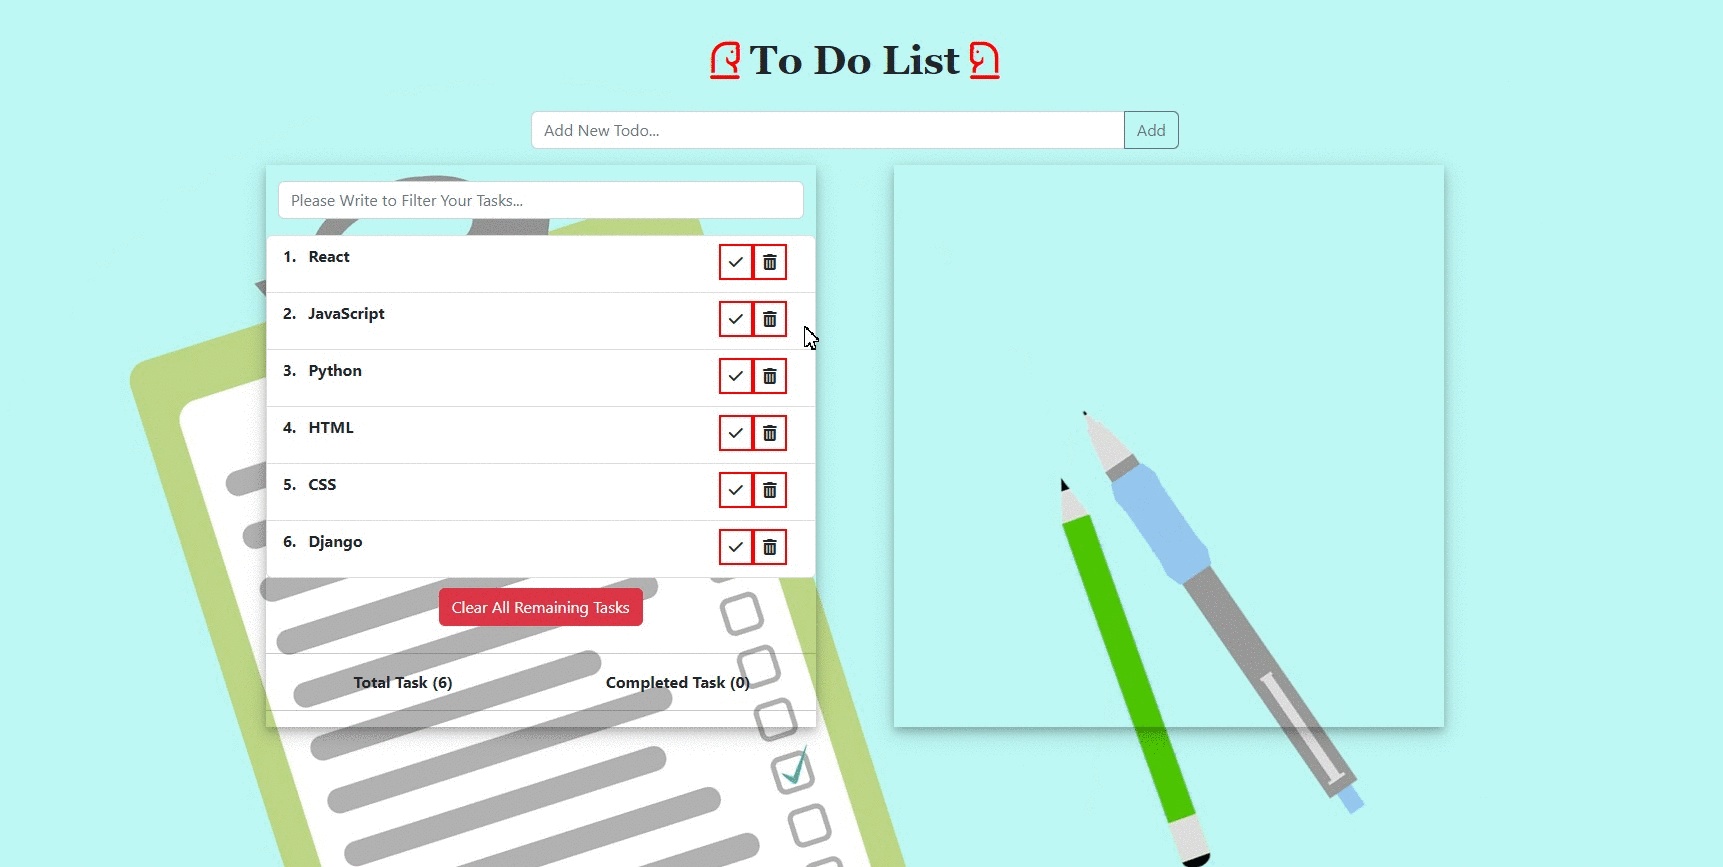 To Do List
Add New Todo...
Add
Please Write to Filter Your Tasks...
1. React
2. JavaScript
3. Python
4. HTML
5. CSS
6. Django
Clear All Remaining Tasks
Total Task (6) Completed Task (0)